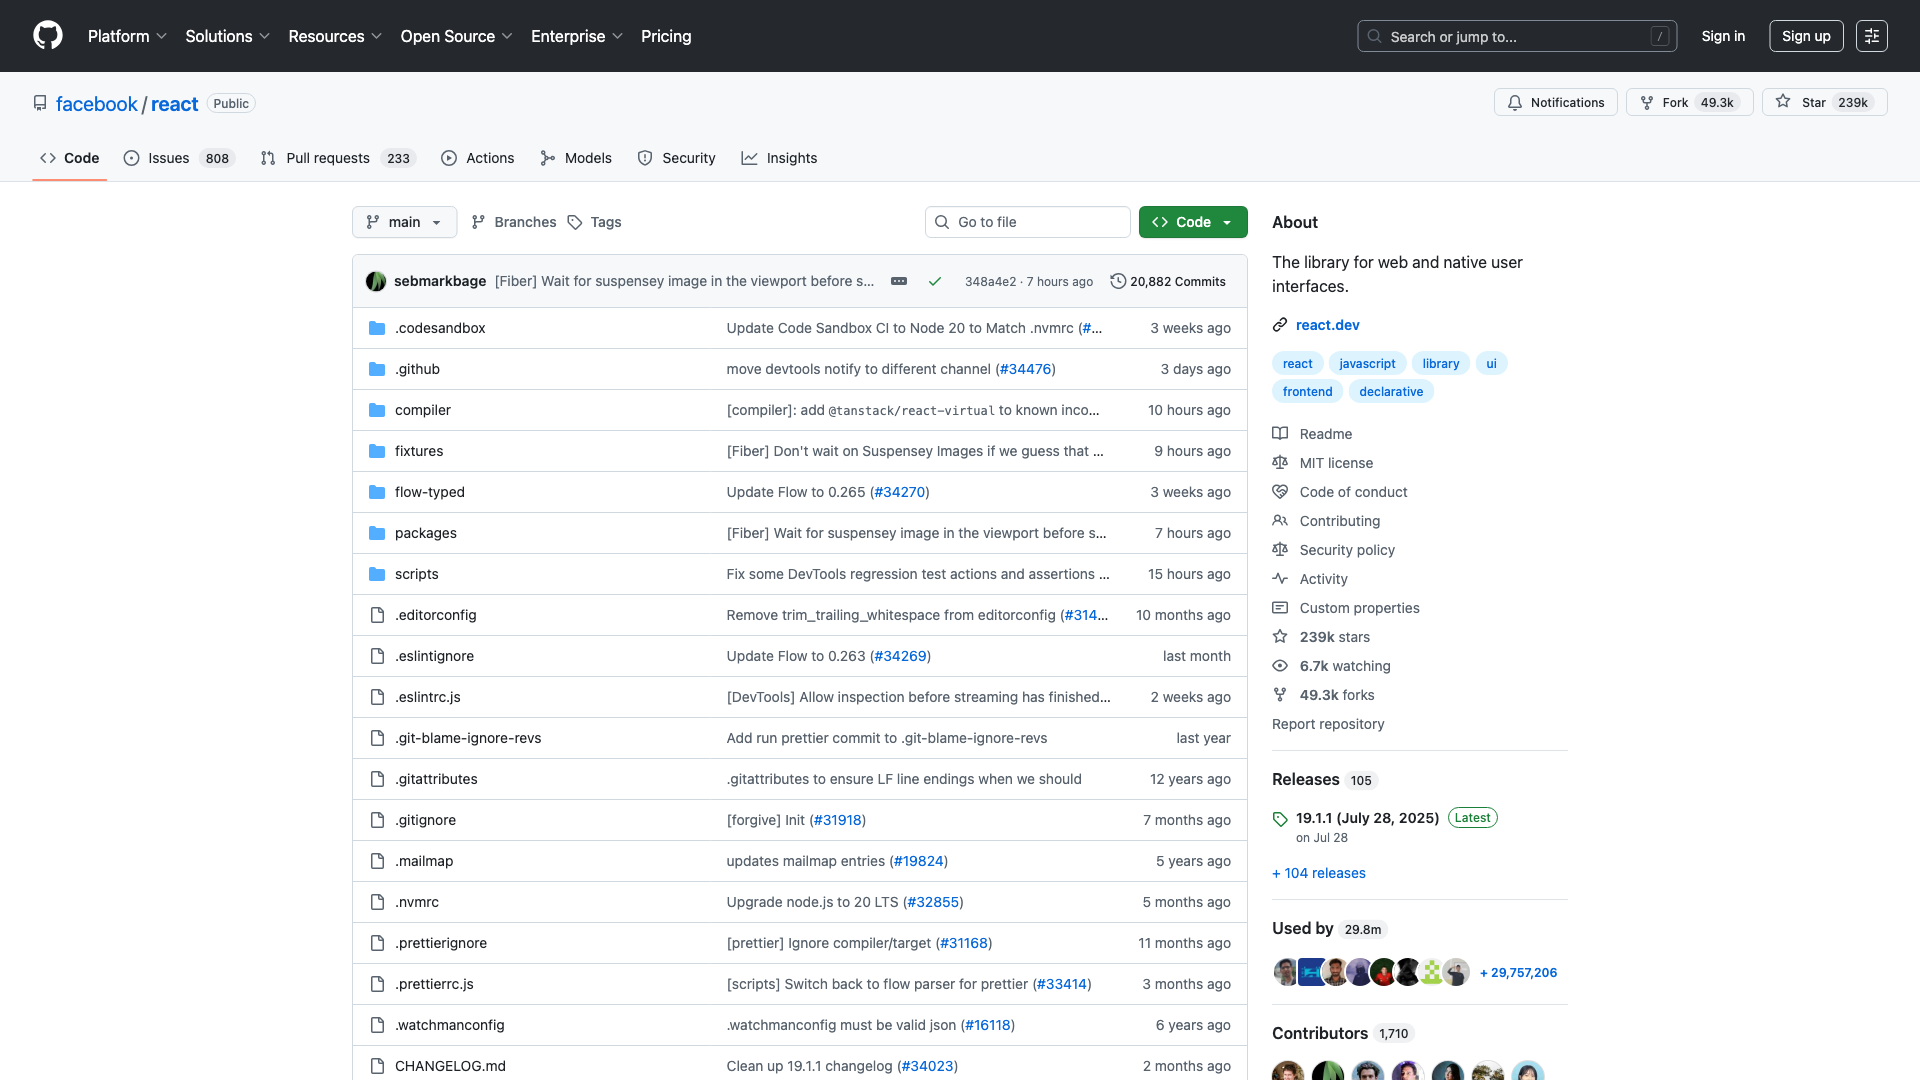 Platform Solutions Resources Open Source Enterprise Pricing Search or jump to... / Sign in Sign up
facebook / react Public Notifications Fork 49.3k Star 239k
Code Issues 808 Pull requests 233 Actions Models Security Insights
main Branches Tags Go to file Code
sebmarkbage [Fiber] Wait for suspensey image in the viewport before s... 348a4e2 · 7 hours ago 20,882 Commits
.codesandbox Update Code Sandbox CI to Node 20 to Match .nvmrc (#... 3 weeks ago
.github move devtools notify to different channel (#34476) 3 days ago
compiler [compiler]: add @tanstack/react-virtual to known inco... 10 hours ago
fixtures [Fiber] Don't wait on Suspensey Images if we guess that ... 9 hours ago
flow-typed Update Flow to 0.265 (#34270) 3 weeks ago
packages [Fiber] Wait for suspensey image in the viewport before s... 7 hours ago
scripts Fix some DevTools regression test actions and assertions ... 15 hours ago
.editorconfig Remove trim_trailing_whitespace from editorconfig (#314... 10 months ago
.eslintignore Update Flow to 0.263 (#34269) last month
.eslintrc.js [DevTools] Allow inspection before streaming has finished... 2 weeks ago
.git-blame-ignore-revs Add run prettier commit to .git-blame-ignore-revs last year
.gitattributes .gitattributes to ensure LF line endings when we should 12 years ago
.gitignore [forgive] Init (#31918) 7 months ago
.mailmap updates mailmap entries (#19824) 5 years ago
.nvmrc Upgrade node.js to 20 LTS (#32855) 5 months ago
.prettierignore [prettier] Ignore compiler/target (#31168) 11 months ago
.prettierrc.js [scripts] Switch back to flow parser for prettier (#33414) 3 months ago
.watchmanconfig .watchmanconfig must be valid json (#16118) 6 years ago
CHANGELOG.md Clean up 19.1.1 changelog (#34023) 2 months ago
About
The library for web and native user
interfaces.
react.dev
react javascript library ui
frontend declarative
Readme
MIT license
Code of conduct
Contributing
Security policy
Activity
Custom properties
239k stars
6.7k watching
49.3k forks
Report repository
Releases 105
19.1.1 (July 28, 2025) Latest
on Jul 28
+ 104 releases
Used by 29.8m
+ 29,757,206
Contributors 1,710